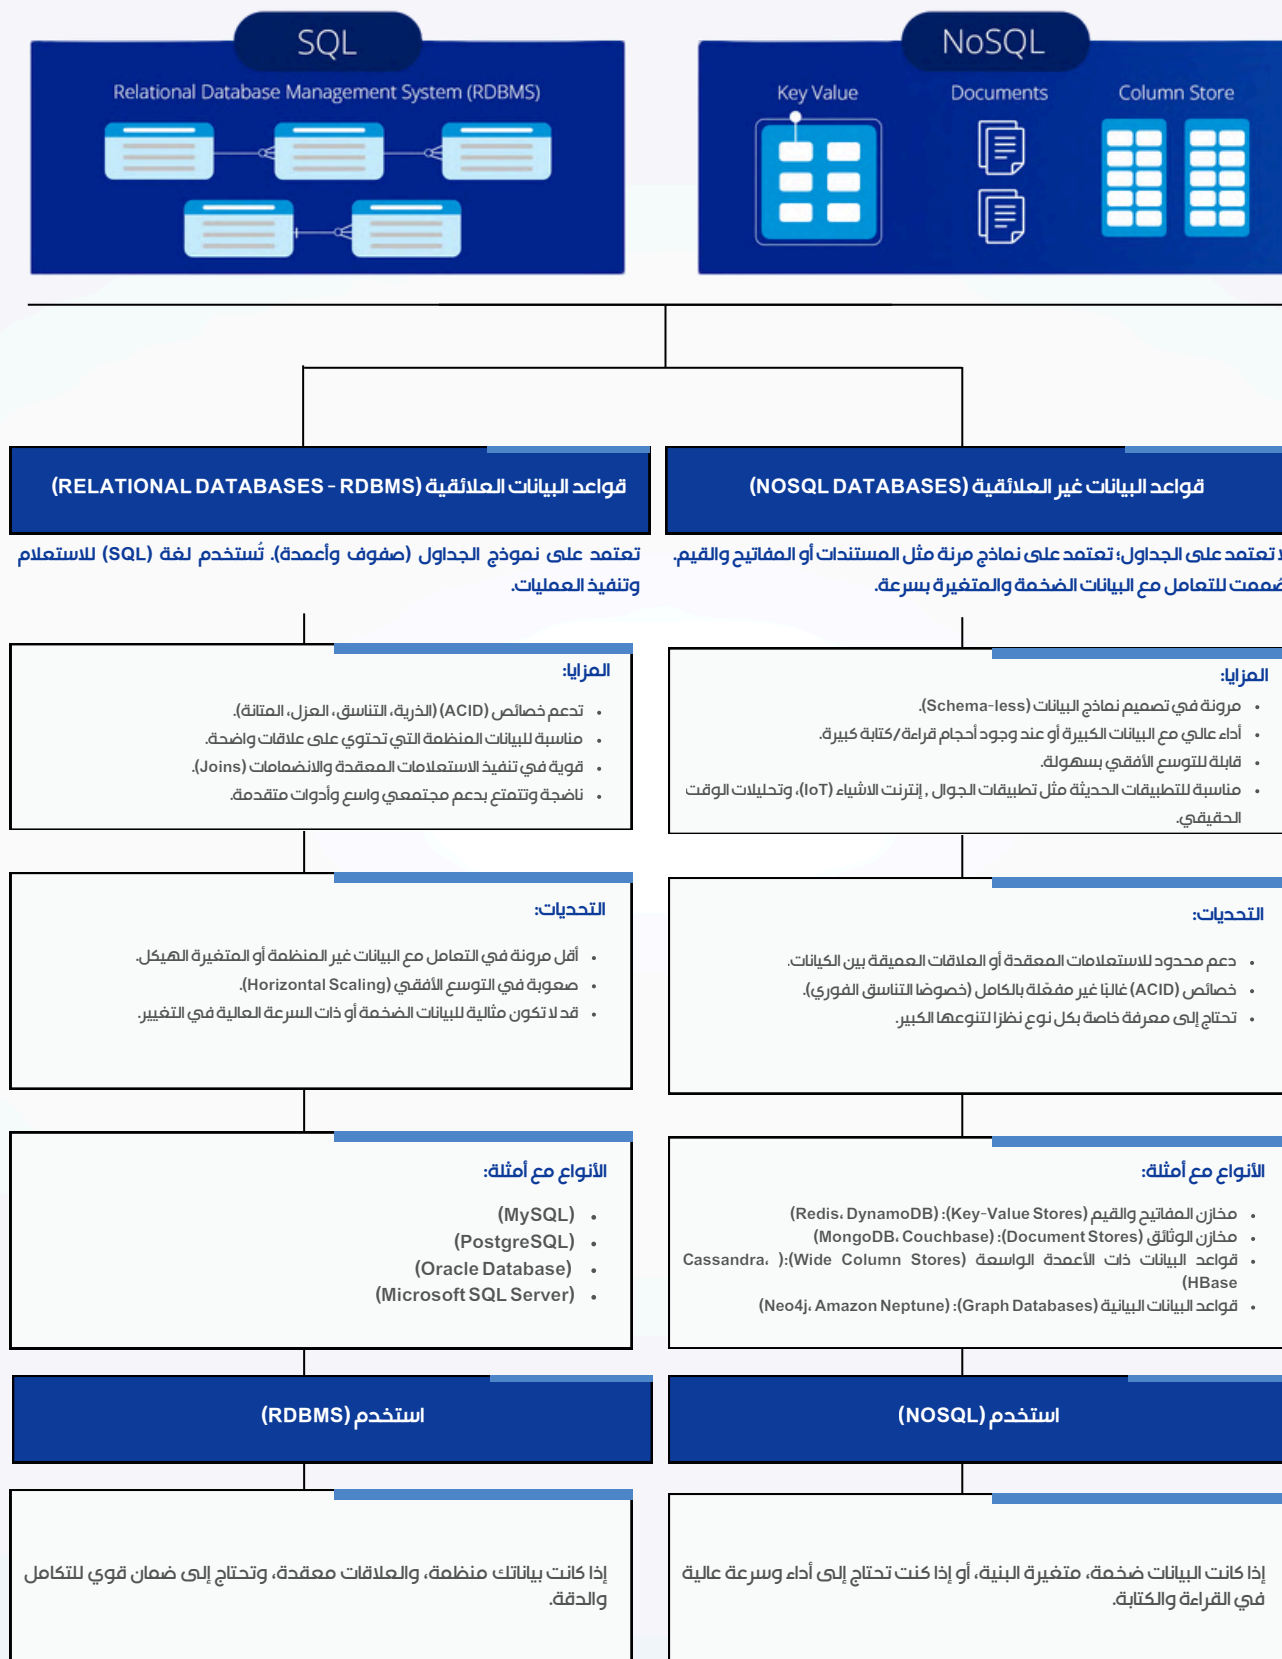 SQL
Relational Database Management System (RDBMS)
NoSQL
Key Value
Documents
Column Store
قواعد البيانات العلائقية (RELATIONAL DATABASES - RDBMS)
تعتمد على نموذج الجداول (صفوف وأعمدة). تُستخدم لغة (SQL) للاستعلام
وتنفيذ العمليات.
المزايا:
• تدعم خصائص (ACID) (الذرية، التناسق، العزل، المتانة).
• مناسبة للبيانات المنظمة التي تحتوي على علاقات واضحة.
• قوية في تنفيذ الاستعلامات المعقدة والانضمامات (Joins).
• ناضجة وتتمتع بدعم مجتمعي واسع وأدوات متقدمة.
التحديات:
• أقل مرونة في التعامل مع البيانات غير المنظمة أو المتغيرة الهيكل.
• صعوبة في التوسع الأفقي (Horizontal Scaling).
• قد لا تكون مثالية للبيانات الضخمة أو ذات السرعة العالية في التغيير.
الأنواع مع أمثلة:
• (MySQL)
• (PostgreSQL)
• (Oracle Database)
• (Microsoft SQL Server)
استخدم (RDBMS)
إذا كانت بياناتك منظمة، والعلاقات معقدة، وتحتاج إلى ضمان قوي للتكامل
والدقة.
قواعد البيانات غير العلائقية (NOSQL DATABASES)
لا تعتمد على الجداول؛ تعتمد على نماذج مرنة مثل المستندات أو المفاتيح والقيم.
صُممت للتعامل مع البيانات الضخمة والمتغيرة بسرعة.
المزايا:
• مرونة في تصميم نماذج البيانات (Schema-less).
• أداء عالي مع البيانات الكبيرة أو عند وجود أحجام قراءة/كتابة كبيرة.
• قابلة للتوسع الأفقي بسهولة.
• مناسبة للتطبيقات الحديثة مثل تطبيقات الجوال , إنترنت الاشياء (IoT)، وتحليلات الوقت
الحقيقي.
التحديات:
• دعم محدود للاستعلامات المعقدة أو العلاقات العميقة بين الكيانات.
• خصائص (ACID) غالبًا غير مفعّلة بالكامل (خصوصًا التناسق الفوري).
• تحتاج إلى معرفة خاصة بكل نوع نظرًا لتنوعها الكبير.
الأنواع مع أمثلة:
• مخازن المفاتيح والقيم (Key-Value Stores): (Redis، DynamoDB)
• مخازن الوثائق (Document Stores): (MongoDB، Couchbase)
• قواعد البيانات ذات الأعمدة الواسعة (Wide Column Stores):( Cassandra،
HBase)
• قواعد البيانات البيانية (Graph Databases): (Neo4j، Amazon Neptune)
استخدم (NOSQL)
إذا كانت البيانات ضخمة، متغيرة البنية، أو إذا كنت تحتاج إلى أداء وسرعة عالية
في القراءة والكتابة.